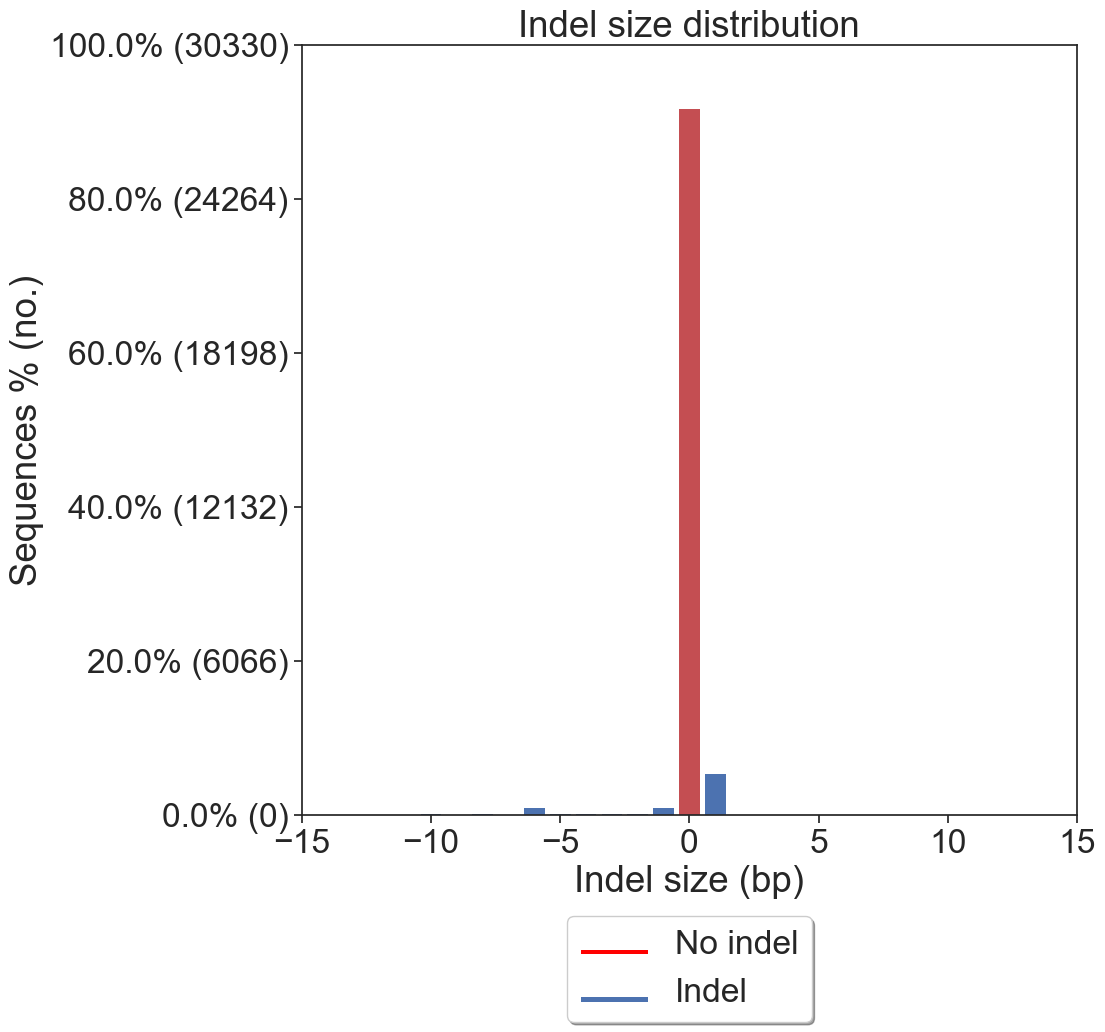 Indel size distribution
100.0% (30330)
80.0% (24264)
60.0% (18198)
40.0% (12132)
20.0% (6066)
0.0% (0)
Sequences % (no.)
−15 −10 −5 0 5 10 15
Indel size (bp)
No indel
Indel